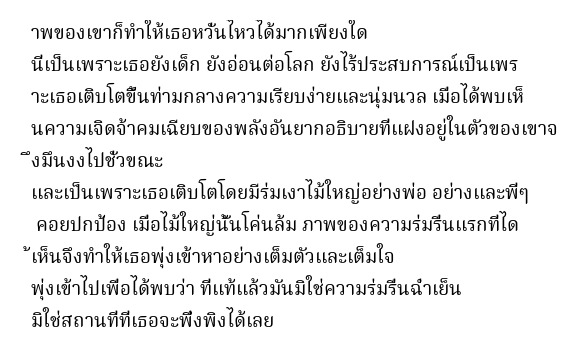 าพของเขาก็ทำให้เธอหวั่นไหวได้มากเพียงใด
นี่เป็นเพราะเธอยังเด็ก ยังอ่อนต่อโลก ยังไร้ประสบการณ์เป็นเพร
าะเธอเติบโตขึ้นท่ามกลางความเรียบง่ายและนุ่มนวล เมื่อได้พบเห็
นความเจิดจ้าคมเฉียบของพลังอันยากอธิบายที่แฝงอยู่ในตัวของเขาจ
ึงมึนงงไปชั่วขณะ
และเป็นเพราะเธอเติบโตโดยมีร่มเงาไม้ใหญ่อย่างพ่อ อย่างและพี่ๆ
คอยปกป้อง เมื่อไม้ใหญ่นั้นโค่นล้ม ภาพของความร่มรื่นแรกที่ได
้เห็นจึงทำให้เธอพุ่งเข้าหาอย่างเต็มตัวและเต็มใจ
พุ่งเข้าไปเพื่อได้พบว่า ที่แท้แล้วมันมิใช่ความร่มรื่นฉ่ำเย็น
มิใช่สถานที่ที่เธอจะพึ่งพิงได้เลย